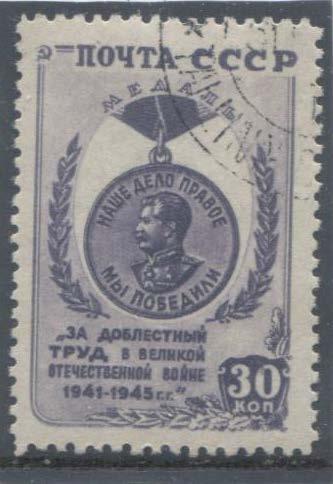 ПОЧТА СССР
МЕДАЛЬ
НАШЕ ДЕЛО ПРАВОЕ
МЫ ПОБЕДИЛИ
„ЗА ДОБЛЕСТНЫЙ
ТРУД В ВЕЛИКОЙ
ОТЕЧЕСТВЕННОЙ ВОЙНЕ
1941-1945 г.г."
30
КОП